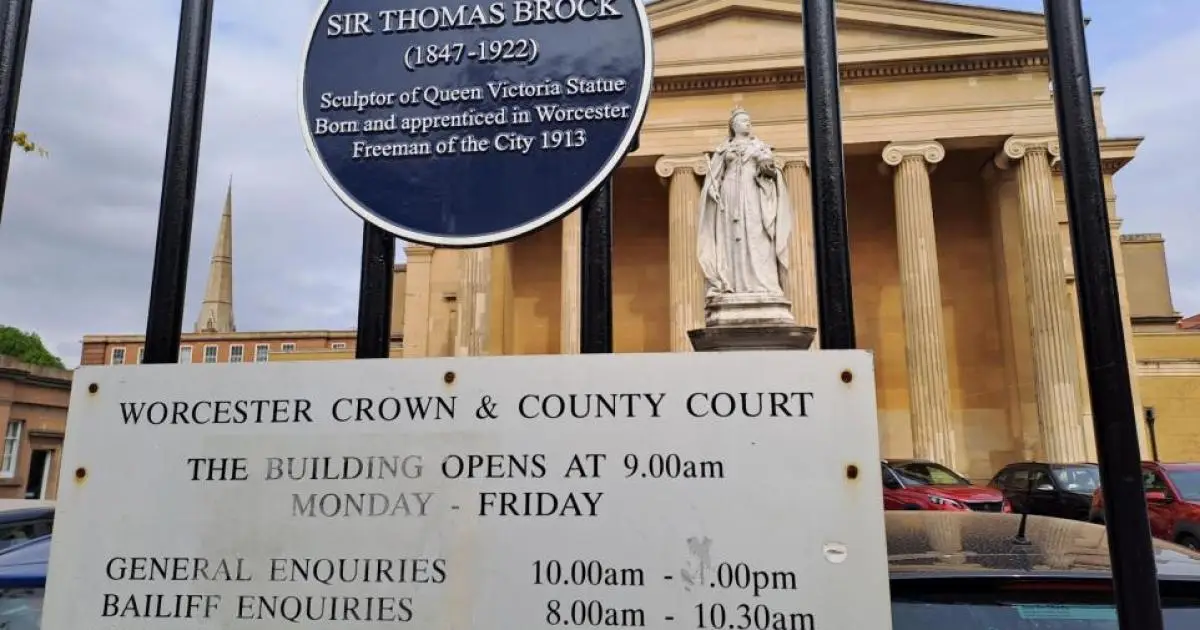 SIR THOMAS BROCK
(1847-1922)
Sculptor of Queen Victoria Statue
Born and apprenticed in Worcester
Freeman of the City 1913
WORCESTER CROWN & COUNTY COURT
THE BUILDING OPENS AT 9.00am
MONDAY - FRIDAY
GENERAL ENQUIRIES 10.00am - .00pm
BAILIFF ENQUIRIES 8.00am - 10.30am